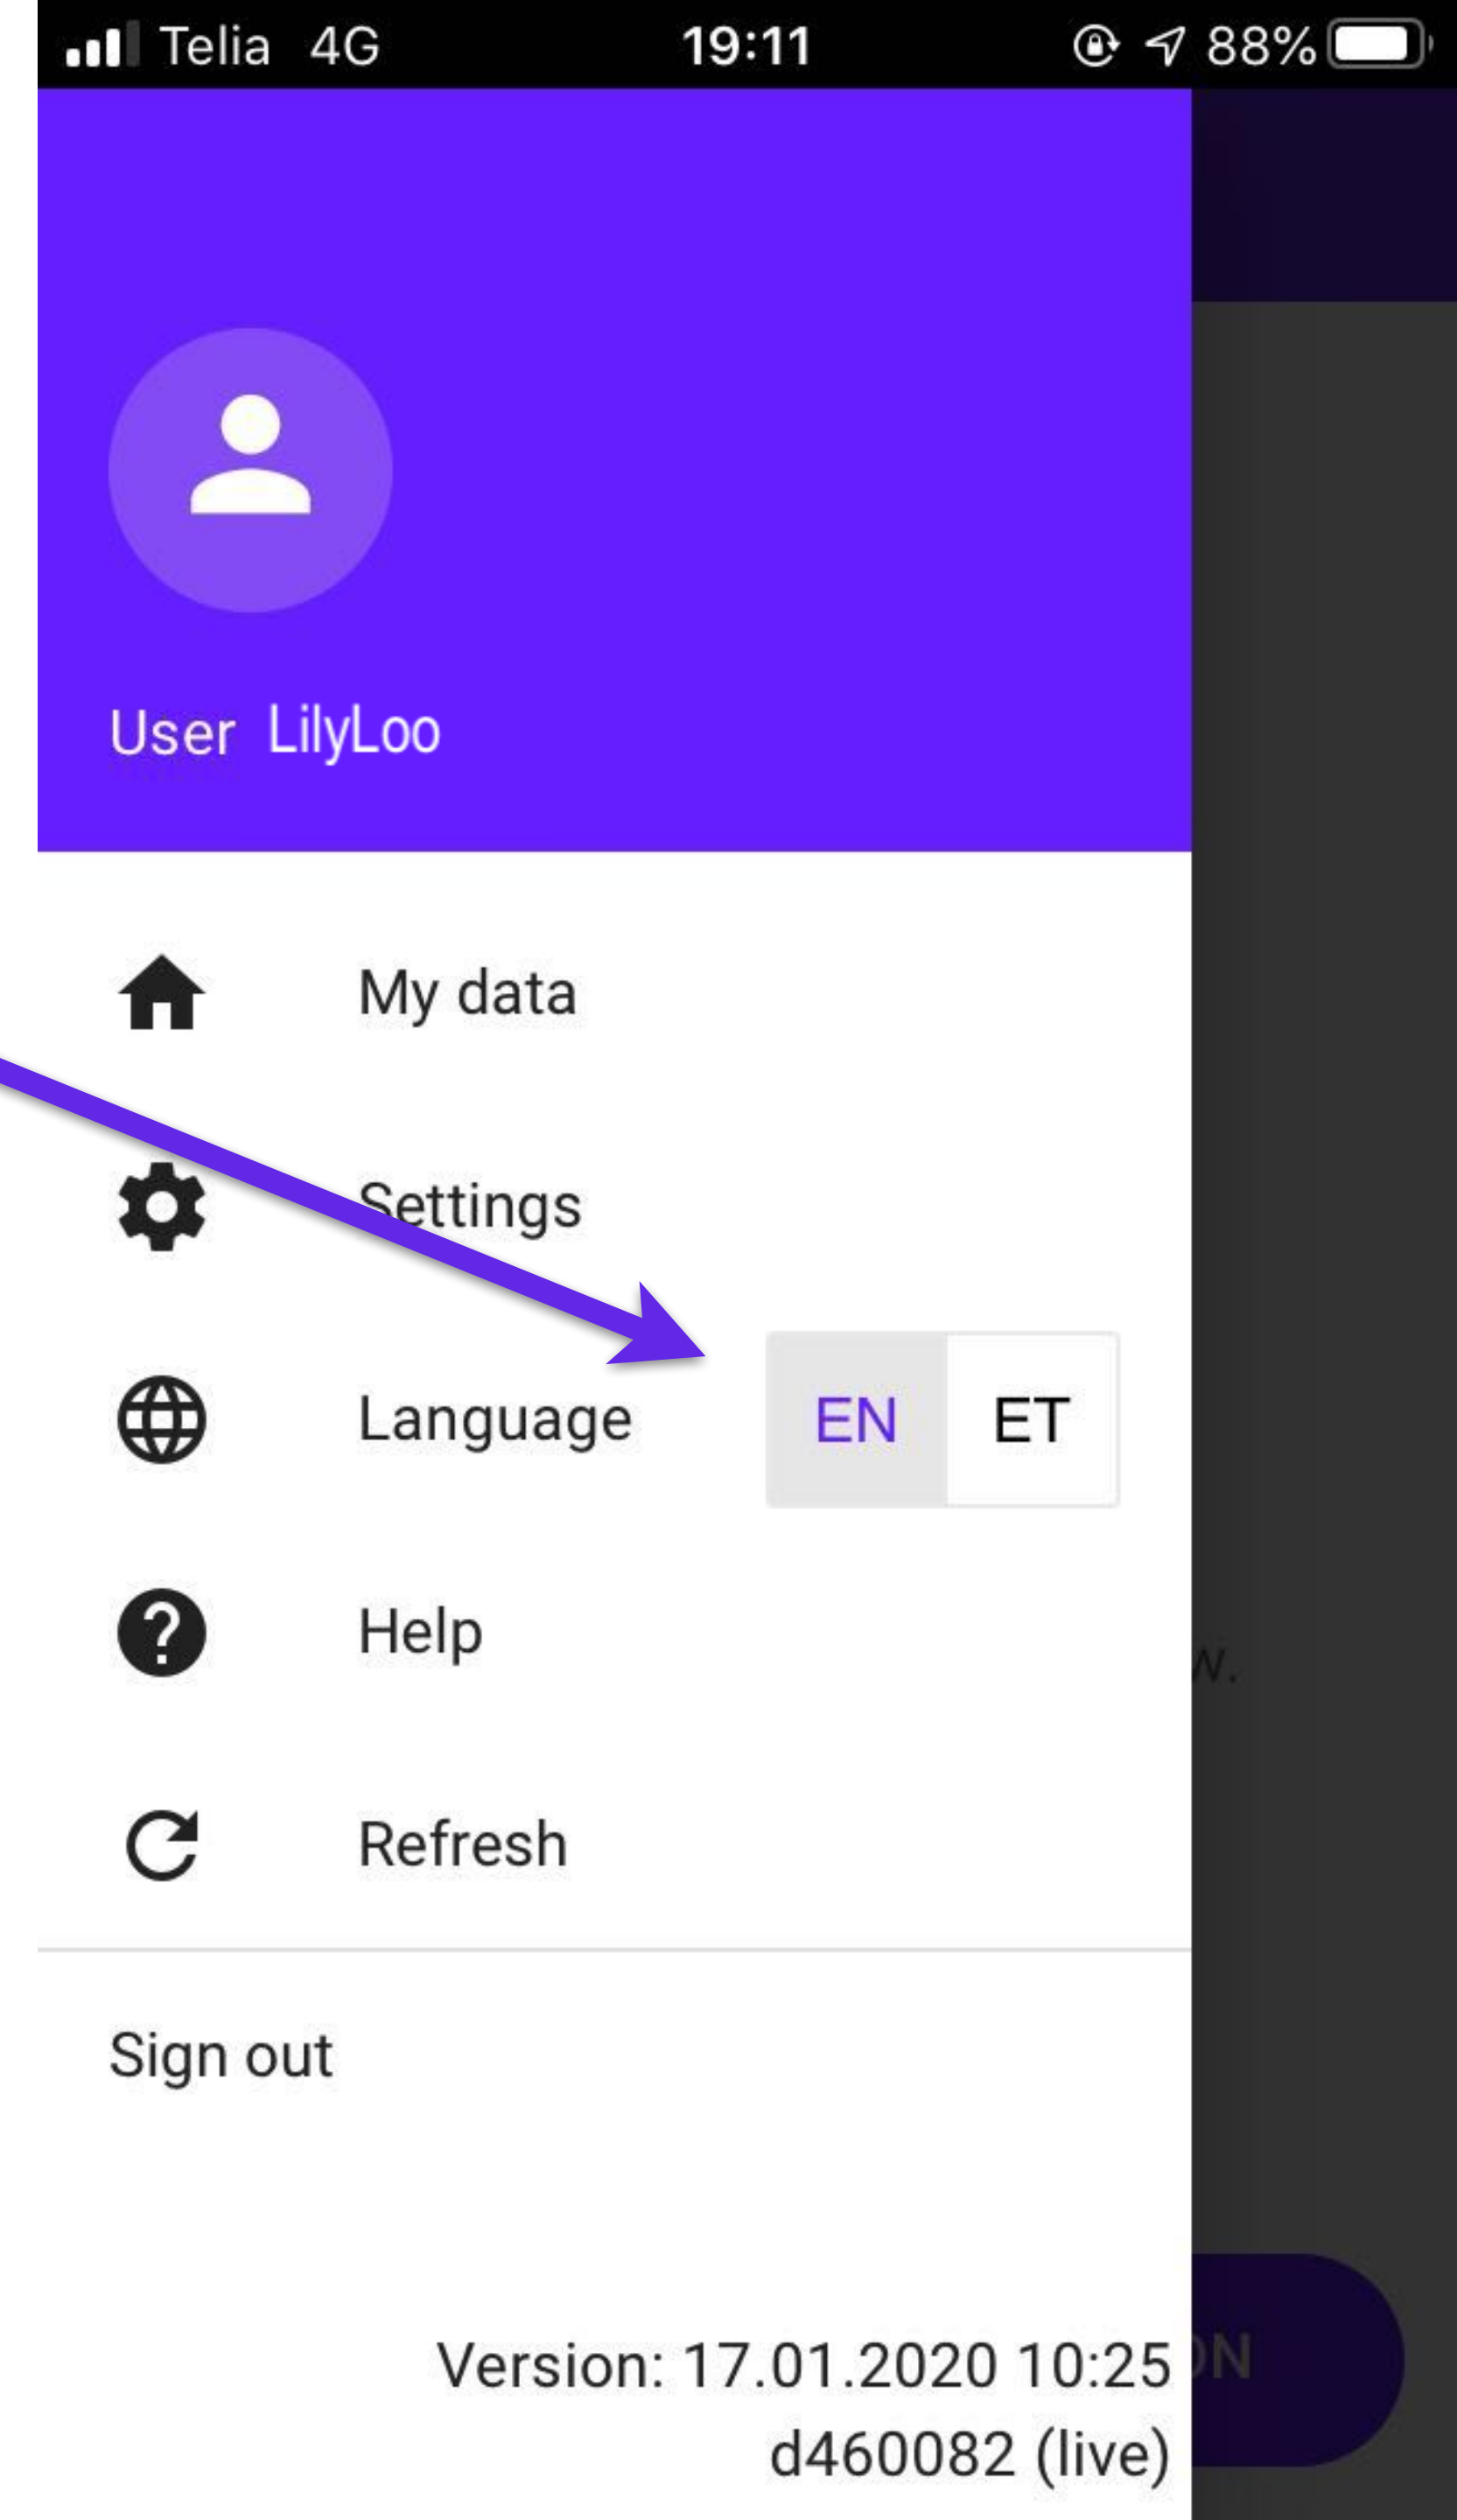 Telia 4G 19:11 88%
User LilyLoo
My data
Settings
Language EN ET
Help
W.
Refresh
Sign out
Version: 17.01.2020 10:25
ON
d460082 (live)